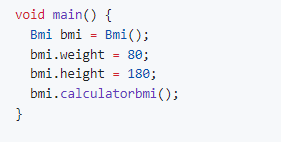 void main() {
  Bmi bmi = Bmi();
  bmi.weight = 80;
  bmi.height = 180;
  bmi.calculatorbmi();
}